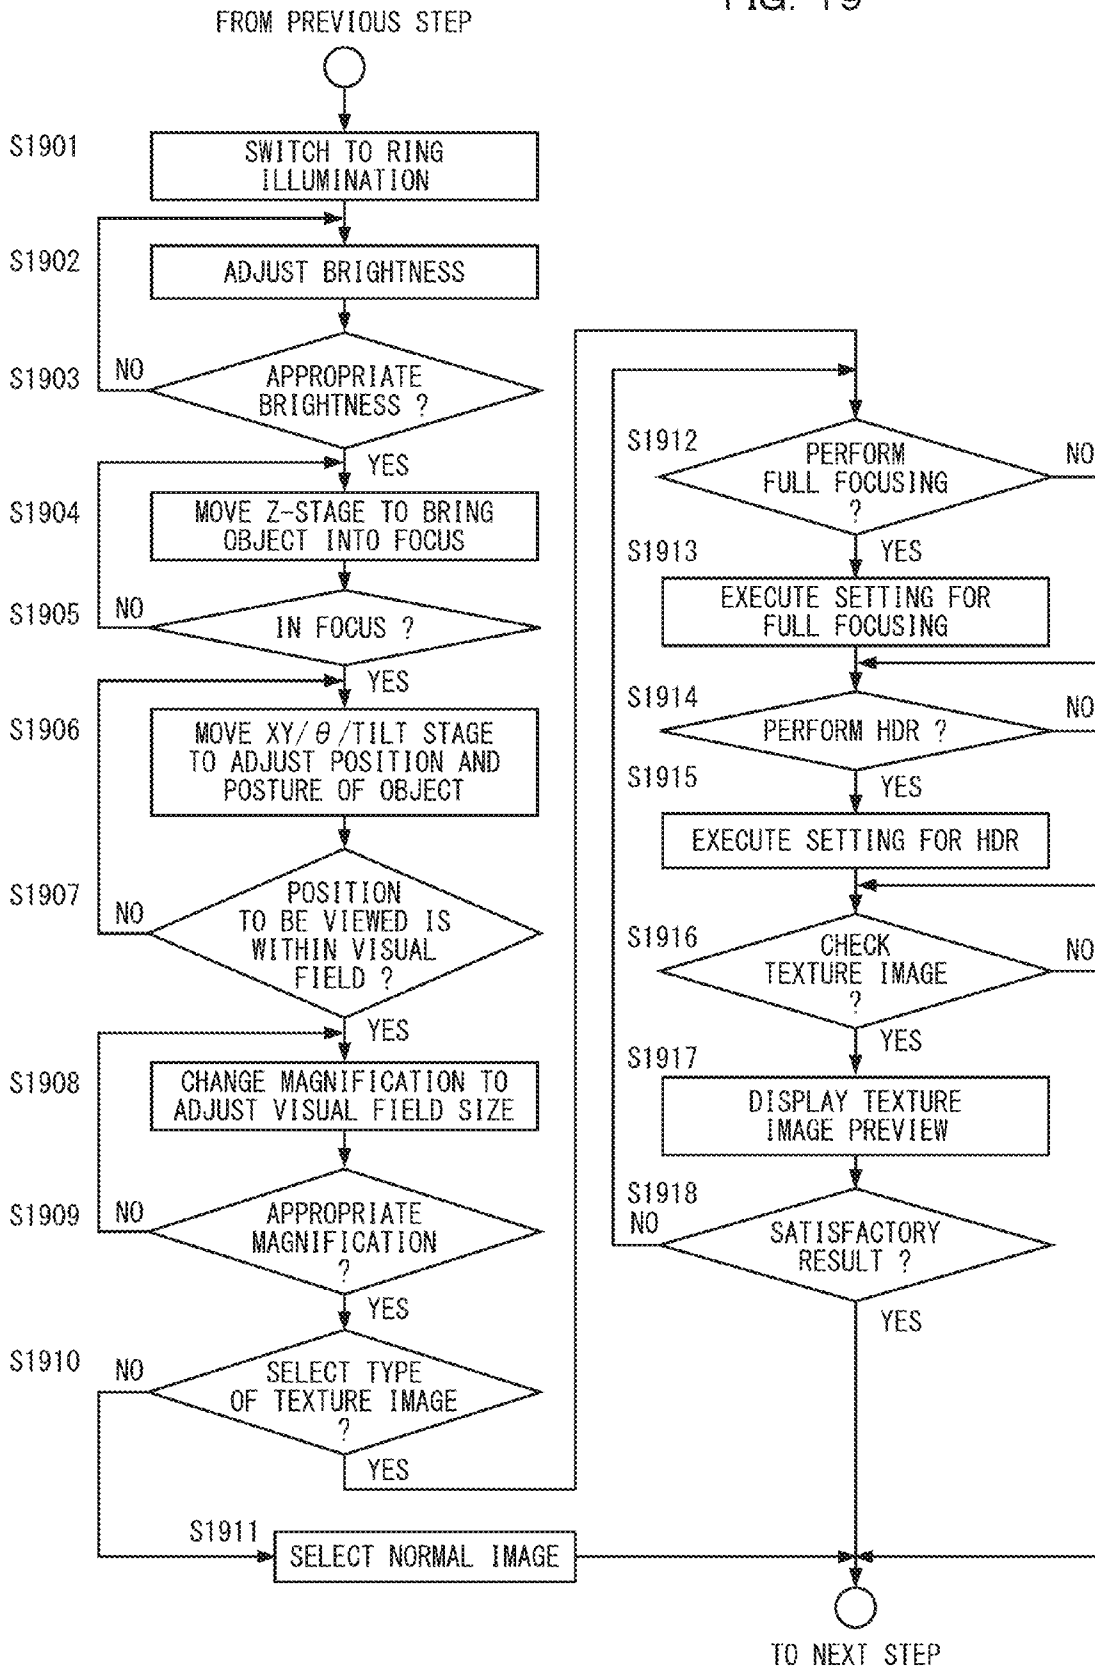 FIG. 19
FROM PREVIOUS STEP
S1901
SWITCH TO RING
ILLUMINATION
S1902
ADJUST BRIGHTNESS
S1903
NO
APPROPRIATE
BRIGHTNESS ?
YES
S1904
MOVE Z-STAGE TO BRING
OBJECT INTO FOCUS
S1905
NO
IN FOCUS ?
YES
S1906
MOVE XY/θ/TILT STAGE
TO ADJUST POSITION AND
POSTURE OF OBJECT
S1907
NO
POSITION
TO BE VIEWED IS
WITHIN VISUAL
FIELD ?
YES
S1908
CHANGE MAGNIFICATION TO
ADJUST VISUAL FIELD SIZE
S1909
NO
APPROPRIATE
MAGNIFICATION
?
YES
S1910
NO
SELECT TYPE
OF TEXTURE IMAGE
?
YES
S1911
SELECT NORMAL IMAGE
S1912
PERFORM
FULL FOCUSING
?
NO
YES
S1913
EXECUTE SETTING FOR
FULL FOCUSING
S1914
PERFORM HDR ?
NO
YES
S1915
EXECUTE SETTING FOR HDR
S1916
CHECK
TEXTURE IMAGE
?
NO
YES
S1917
DISPLAY TEXTURE
IMAGE PREVIEW
S1918
NO
SATISFACTORY
RESULT ?
YES
TO NEXT STEP